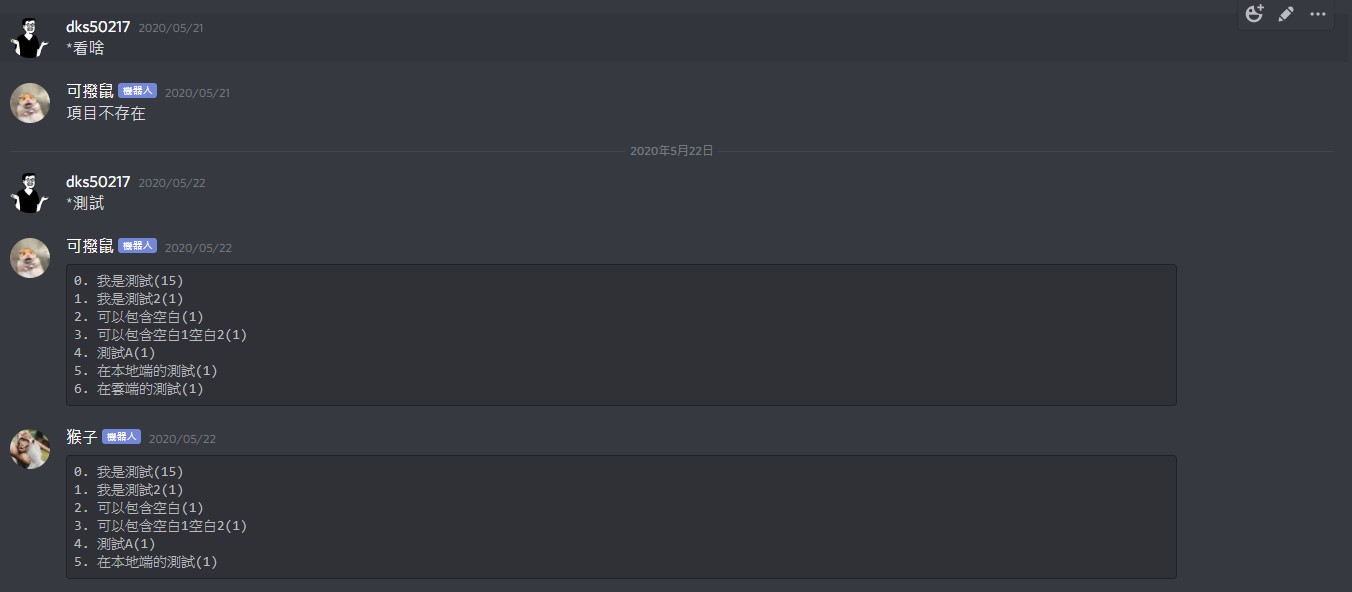 dks50217 2020/05/21
*看啥
可撥鼠 機器人 2020/05/21
項目不存在
2020年5月22日
dks50217 2020/05/22
*測試
可撥鼠 機器人 2020/05/22
0. 我是測試(15)
1. 我是測試2(1)
2. 可以包含空白(1)
3. 可以包含空白1空白2(1)
4. 測試A(1)
5. 在本地端的測試(1)
6. 在雲端的測試(1)
猴子 機器人 2020/05/22
0. 我是測試(15)
1. 我是測試2(1)
2. 可以包含空白(1)
3. 可以包含空白1空白2(1)
4. 測試A(1)
5. 在本地端的測試(1)